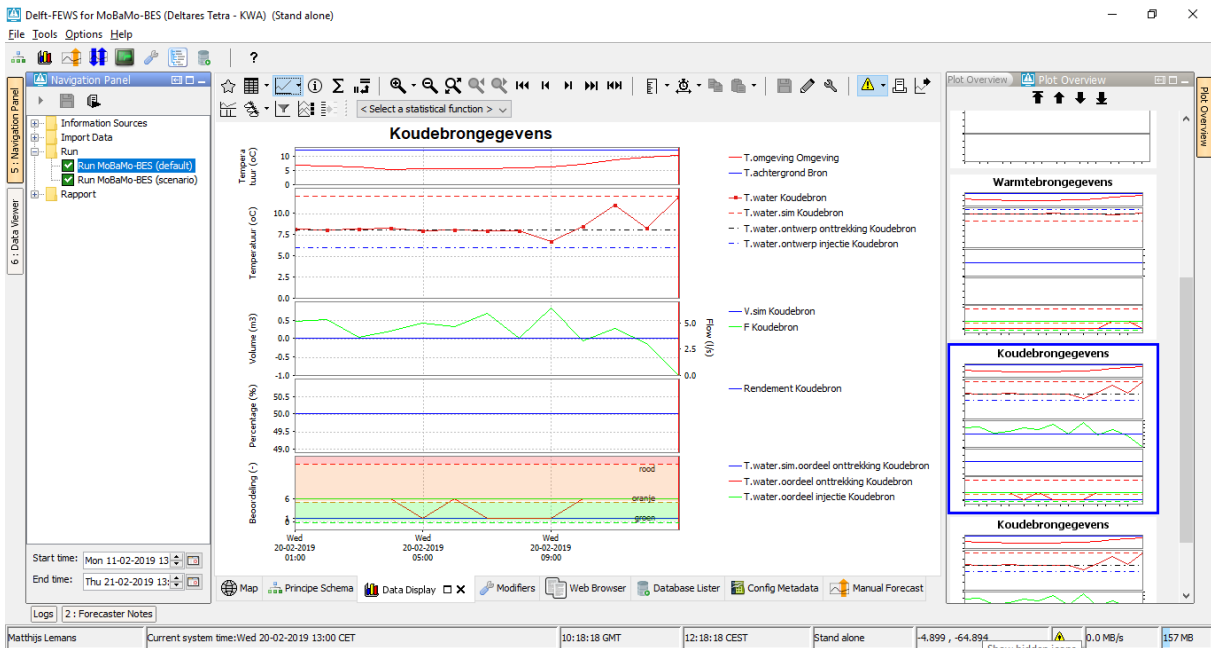 Delft-FEWS for MoBaMo-BES (Deltares Tetra - KWA) (Stand alone)
File Tools Options Help
?
5 : Navigation Panel
6 : Data Viewer
Navigation Panel
Information Sources
Import Data
Run
Run MoBaMo-BES (default)
Run MoBaMo-BES (scenario)
Rapport
Start time: Mon 11-02-2019 13
End time: Thu 21-02-2019 13:
< Select a statistical function >
Koudebrongegevens
Tempera
tuur (oC)
10
5
0
T.omgeving Omgeving
T.achtergrond Bron
Temperatuur (oC)
10.0
7.5
5.0
2.5
0.0
T.water Koudebron
T.water.sim Koudebron
T.water.ontwerp onttrekking Koudebron
T.water.ontwerp injectie Koudebron
Volume (m3)
0.5
0.0
-0.5
-1.0
5.0
2.5
0.0
Flow (l/s)
V.sim Koudebron
F Koudebron
Percentage (%)
50.5
50.0
49.5
49.0
Rendement Koudebron
Beoordeling (-)
6
1
0
rood
oranje
groen
T.water.sim.oordeel onttrekking Koudebron
T.water.oordeel onttrekking Koudebron
T.water.oordeel injectie Koudebron
Wed Wed Wed
20-02-2019 20-02-2019 20-02-2019
01:00 05:00 09:00
Map Principe Schema Data Display Modifiers Web Browser Database Lister Config Metadata Manual Forecast
Plot Overview Plot Overview
Warmtebrongegevens
Koudebrongegevens
Koudebrongegevens
Plot Overview
Logs 2 : Forecaster Notes
Matthijs Lemans Current system time:Wed 20-02-2019 13:00 CET 10:18:18 GMT 12:18:18 CEST Stand alone -4.899 , -64.894 0.0 MB/s 157 MB
Show hidden icons